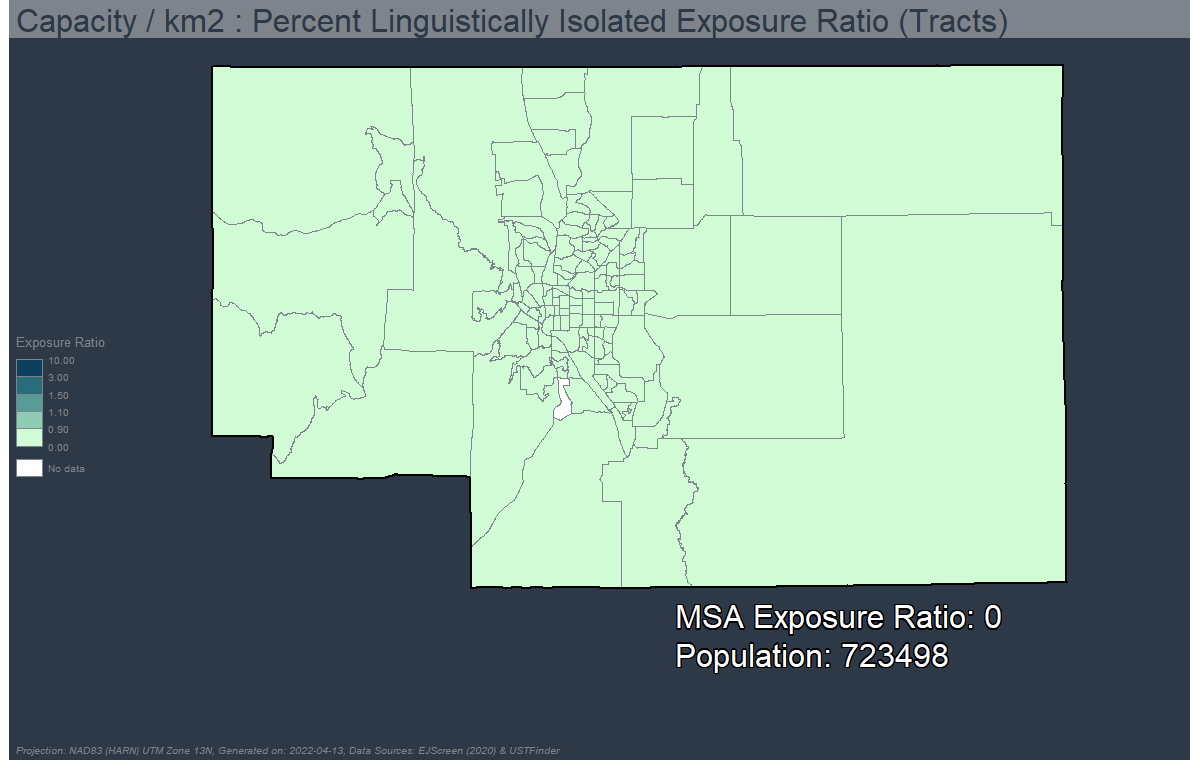 Capacity / km2 : Percent Linguistically Isolated Exposure Ratio (Tracts)
Exposure Ratio
10.00
3.00
1.50
1.10
0.90
0.00
No data
MSA Exposure Ratio: 0
Population: 723498
Projection: NAD83 (HARN) UTM Zone 13N, Generated on: 2022-04-13, Data Sources: EJScreen (2020) & USTFinder